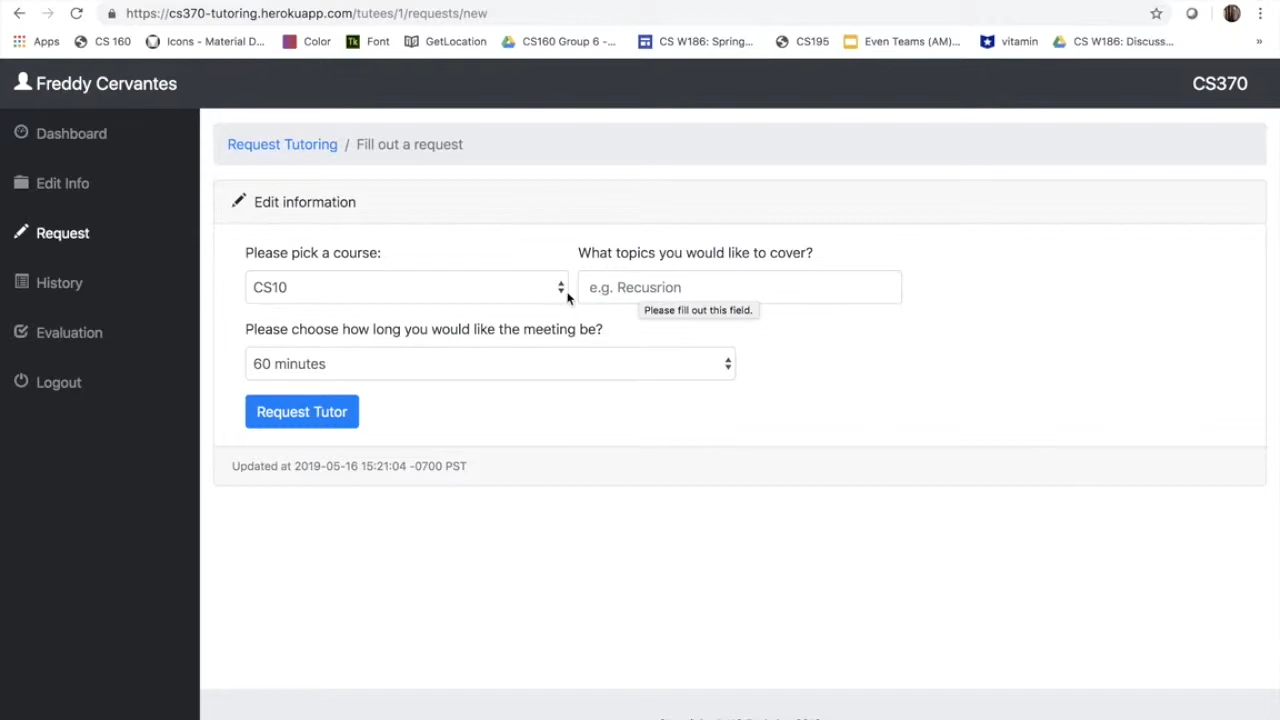 https://cs370-tutoring.herokuapp.com/tutees/1/requests/new
Apps CS 160 Icons - Material D... Color Tk Font GetLocation CS160 Group 6 -... CS W186: Spring... CS195 Even Teams (AM)... vitamin CS W186: Discuss... »
Freddy Cervantes CS370
Dashboard
Edit Info
Request
History
Evaluation
Logout
Request Tutoring / Fill out a request
Edit information
Please pick a course: What topics you would like to cover?
CS10 e.g. Recusrion
Please fill out this field.
Please choose how long you would like the meeting be?
60 minutes
Request Tutor
Updated at 2019-05-16 15:21:04 -0700 PST